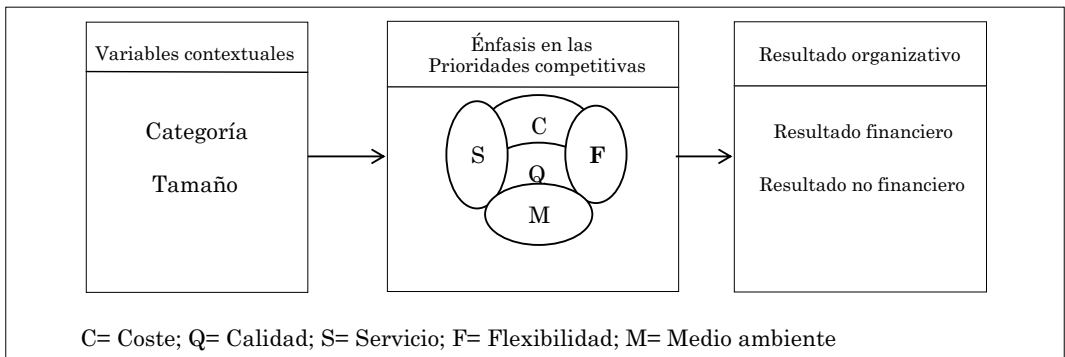 Variables contextuales
Categoría
Tamaño
Énfasis en las
Prioridades competitivas
C
S
F
Q
M
Resultado organizativo
Resultado financiero
Resultado no financiero
C= Coste; Q= Calidad; S= Servicio; F= Flexibilidad; M= Medio ambiente